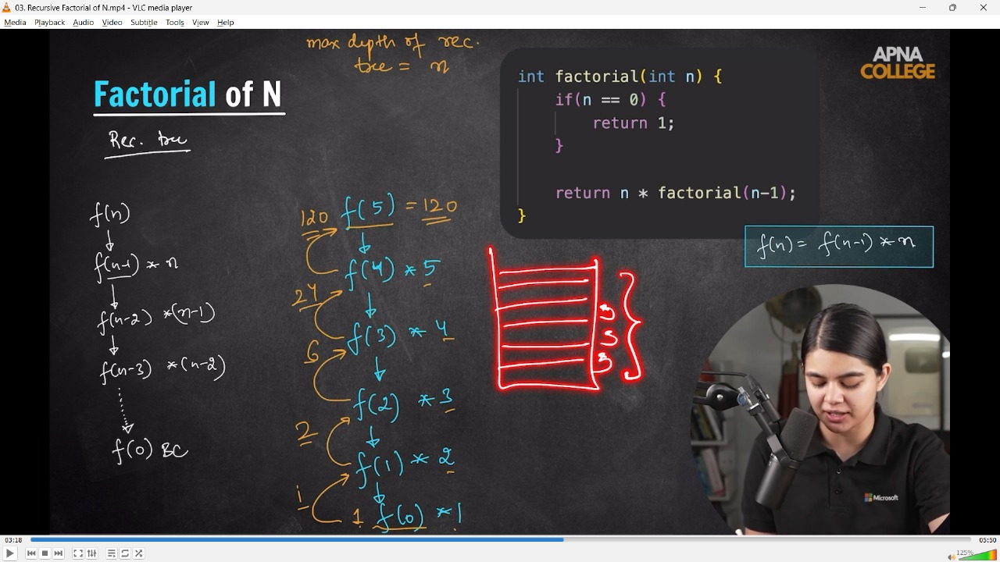 03. Recursive Factorial of N.mp4 - VLC media player
Media Playback Audio Video Subtitle Tools View Help
max depth of rec.
tree = n
APNA
COLLEGE
Factorial of N
Rec. tree
int factorial(int n) {
if(n == 0) {
return 1;
}
return n * factorial(n-1);
}
f(n) = f(n-1) * n
f(n)
f(n-1) * n
f(n-2) *(n-1)
f(n-3) *(n-2)
f(0) BC
120 f(5) = 120
f(4) * 5
24
f(3) * 4
6
f(2) * 3
2
f(1) * 2
1
1 f(0) * 1
Microsoft
03:18
05:50
125%